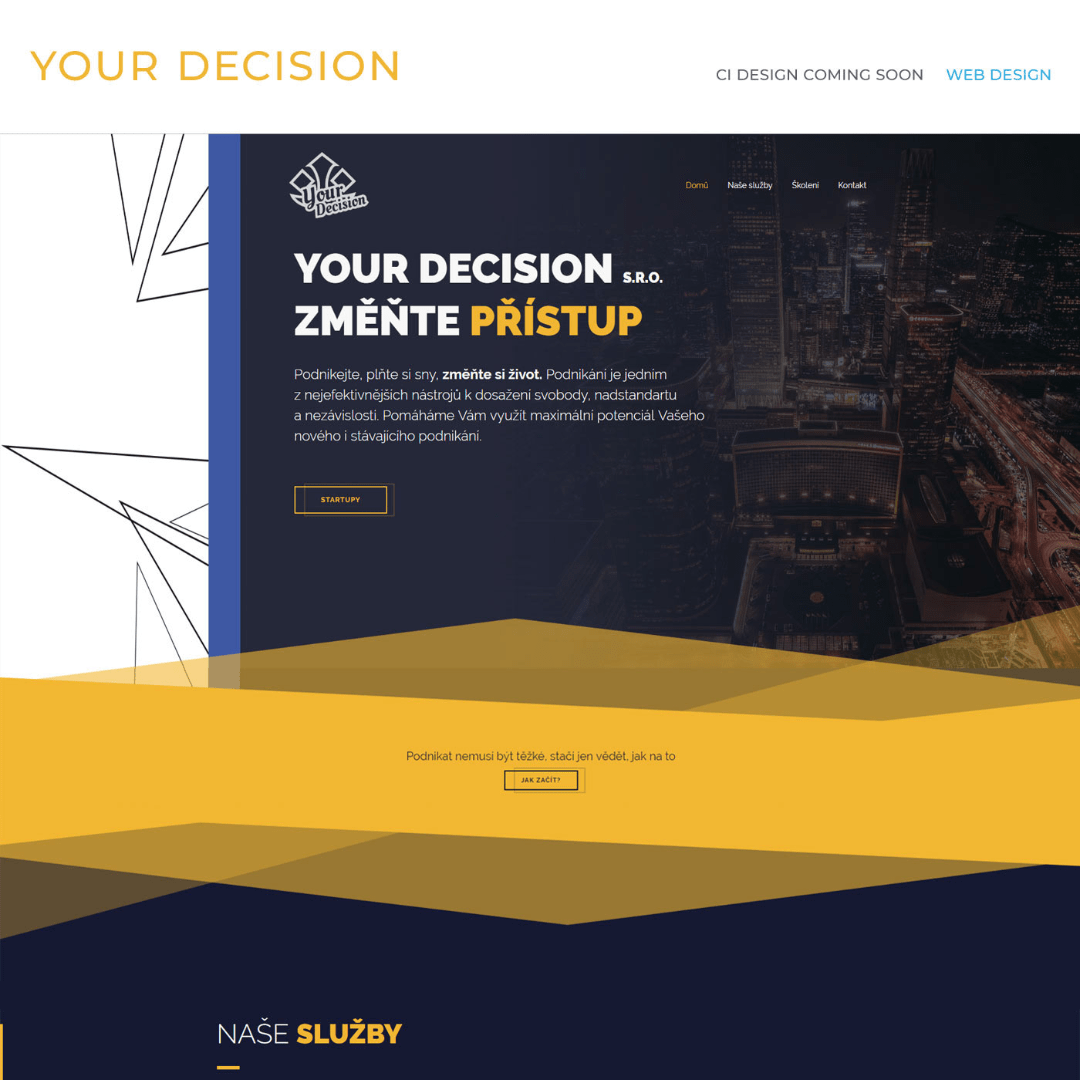 YOUR DECISION
CI DESIGN COMING SOON WEB DESIGN
Your
Decision
Domů Naše služby Školení Kontakt
YOUR DECISION S.R.O.
ZMĚŇTE PŘÍSTUP
Podnikejte, plňte si sny, změňte si život. Podnikání je jedním
z nejefektivnějších nástrojů k dosažení svobody, nadstandartu
a nezávislosti. Pomáháme Vám využít maximální potenciál Vašeho
nového i stávajícího podnikání.
STARTUPY
Podnikat nemusí být těžké, stačí jen vědět, jak na to
JAK ZAČÍT?
NAŠE SLUŽBY